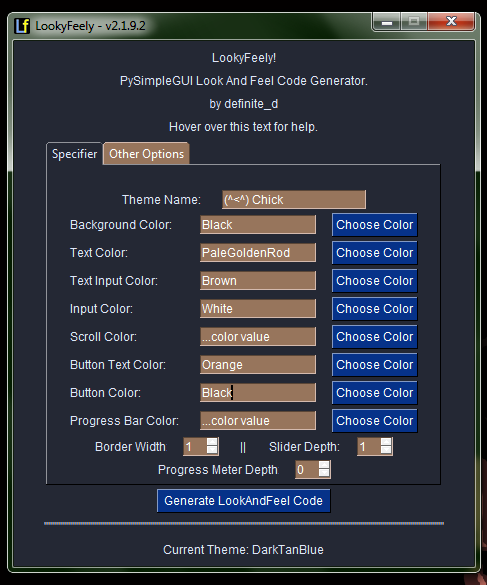 LookyFeely - v2.1.9.2
LookyFeely!
PySimpleGUI Look And Feel Code Generator.
by definite_d
Hover over this text for help.
Specifier Other Options
Theme Name: (^<^) Chick
Background Color: Black Choose Color
Text Color: PaleGoldenRod Choose Color
Text Input Color: Brown Choose Color
Input Color: White Choose Color
Scroll Color: ...color value Choose Color
Button Text Color: Orange Choose Color
Button Color: Black Choose Color
Progress Bar Color: ...color value Choose Color
Border Width 1 || Slider Depth: 1
Progress Meter Depth 0
Generate LookAndFeel Code
Current Theme: DarkTanBlue